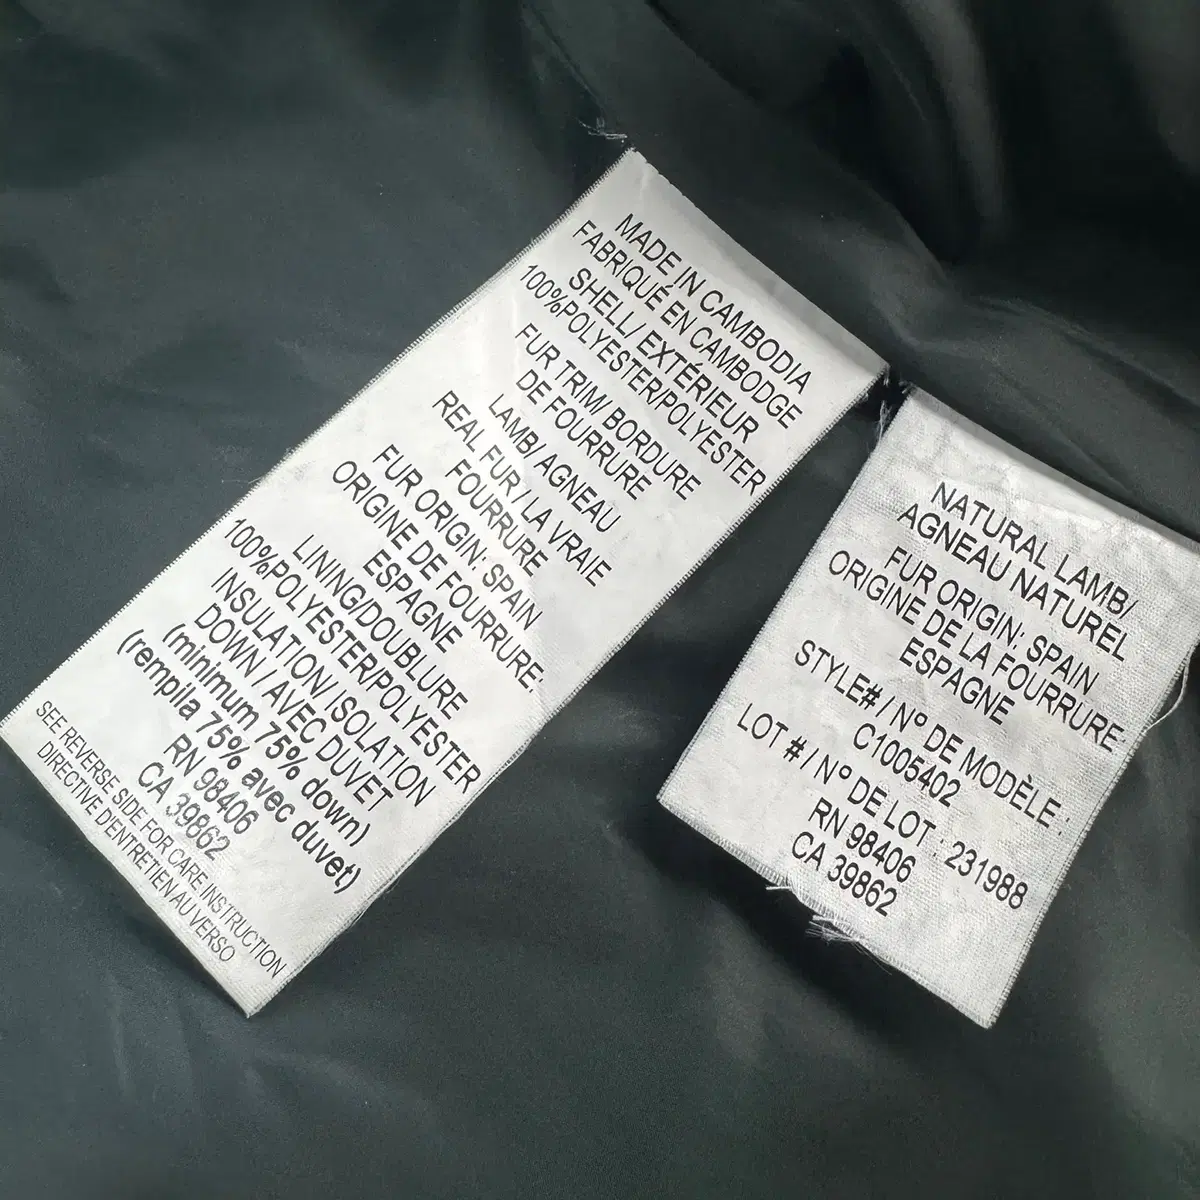 MADE IN CAMBODIA
FABRIQUÉ EN CAMBODGE
SHELL/ EXTÉRIEUR
100%POLYESTER/POLYESTER
FUR TRIM/ BORDURE
DE FOURRURE
LAMB/ AGNEAU
REAL FUR/ LA VRAIE
FOURRURE
FUR ORIGIN: SPAIN
ORIGINE DE FOURRURE:
ESPAGNE
LINING/DOUBLURE
100%POLYESTER/POLYESTER
INSULATION/ ISOLATION
DOWN / AVEC DUVET
(minimum 75% down)
(rempila 75% avec duvet)
RN 98406
CA 39862
SEE REVERSE SIDE FOR CARE INSTRUCTION
DIRECTIVE D'ENTRETIEN AU VERSO
NATURAL LAMB/
AGNEAU NATUREL
FUR ORIGIN: SPAIN
ORIGINE DE LA FOURRURE:
ESPAGNE
STYLE# / N° DE MODÈLE :
C1005402
LOT # / N° DE LOT : 231988
RN 98406
CA 39862